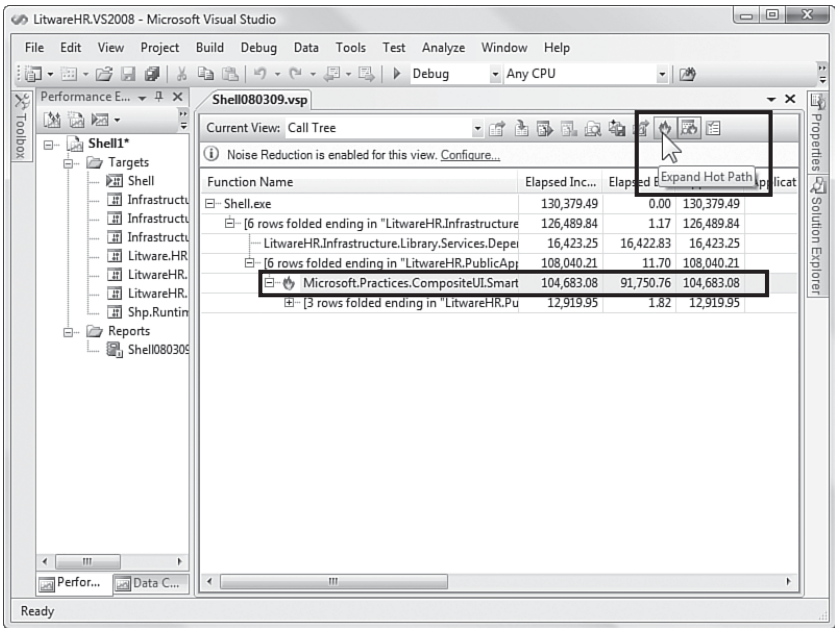 LitwareHR.VS2008 - Microsoft Visual Studio
File Edit View Project Build Debug Data Tools Test Analyze Window Help
Debug Any CPU
Performance E...
Toolbox
Shell1*
Targets
Shell
Infrastructu
Infrastructu
Infrastructu
Litware.HR
LitwareHR.
LitwareHR.
Shp.Runtim
Reports
Shell080309
Perfor... Data C...
Shell080309.vsp
Current View: Call Tree
Expand Hot Path
Noise Reduction is enabled for this view. Configure...
Function Name Elapsed Inc... Elapsed E Applicat
Shell.exe 130,379.49 0.00 130,379.49
[6 rows folded ending in "LitwareHR.Infrastructure 126,489.84 1.17 126,489.84
LitwareHR.Infrastructure.Library.Services.Deper 16,423.25 16,422.83 16,423.25
[6 rows folded ending in "LitwareHR.PublicApp 108,040.21 11.70 108,040.21
Microsoft.Practices.CompositeUI.Smart 104,683.08 91,750.76 104,683.08
[3 rows folded ending in "LitwareHR.Pu 12,919.95 1.82 12,919.95
Properties
Solution Explorer
Ready